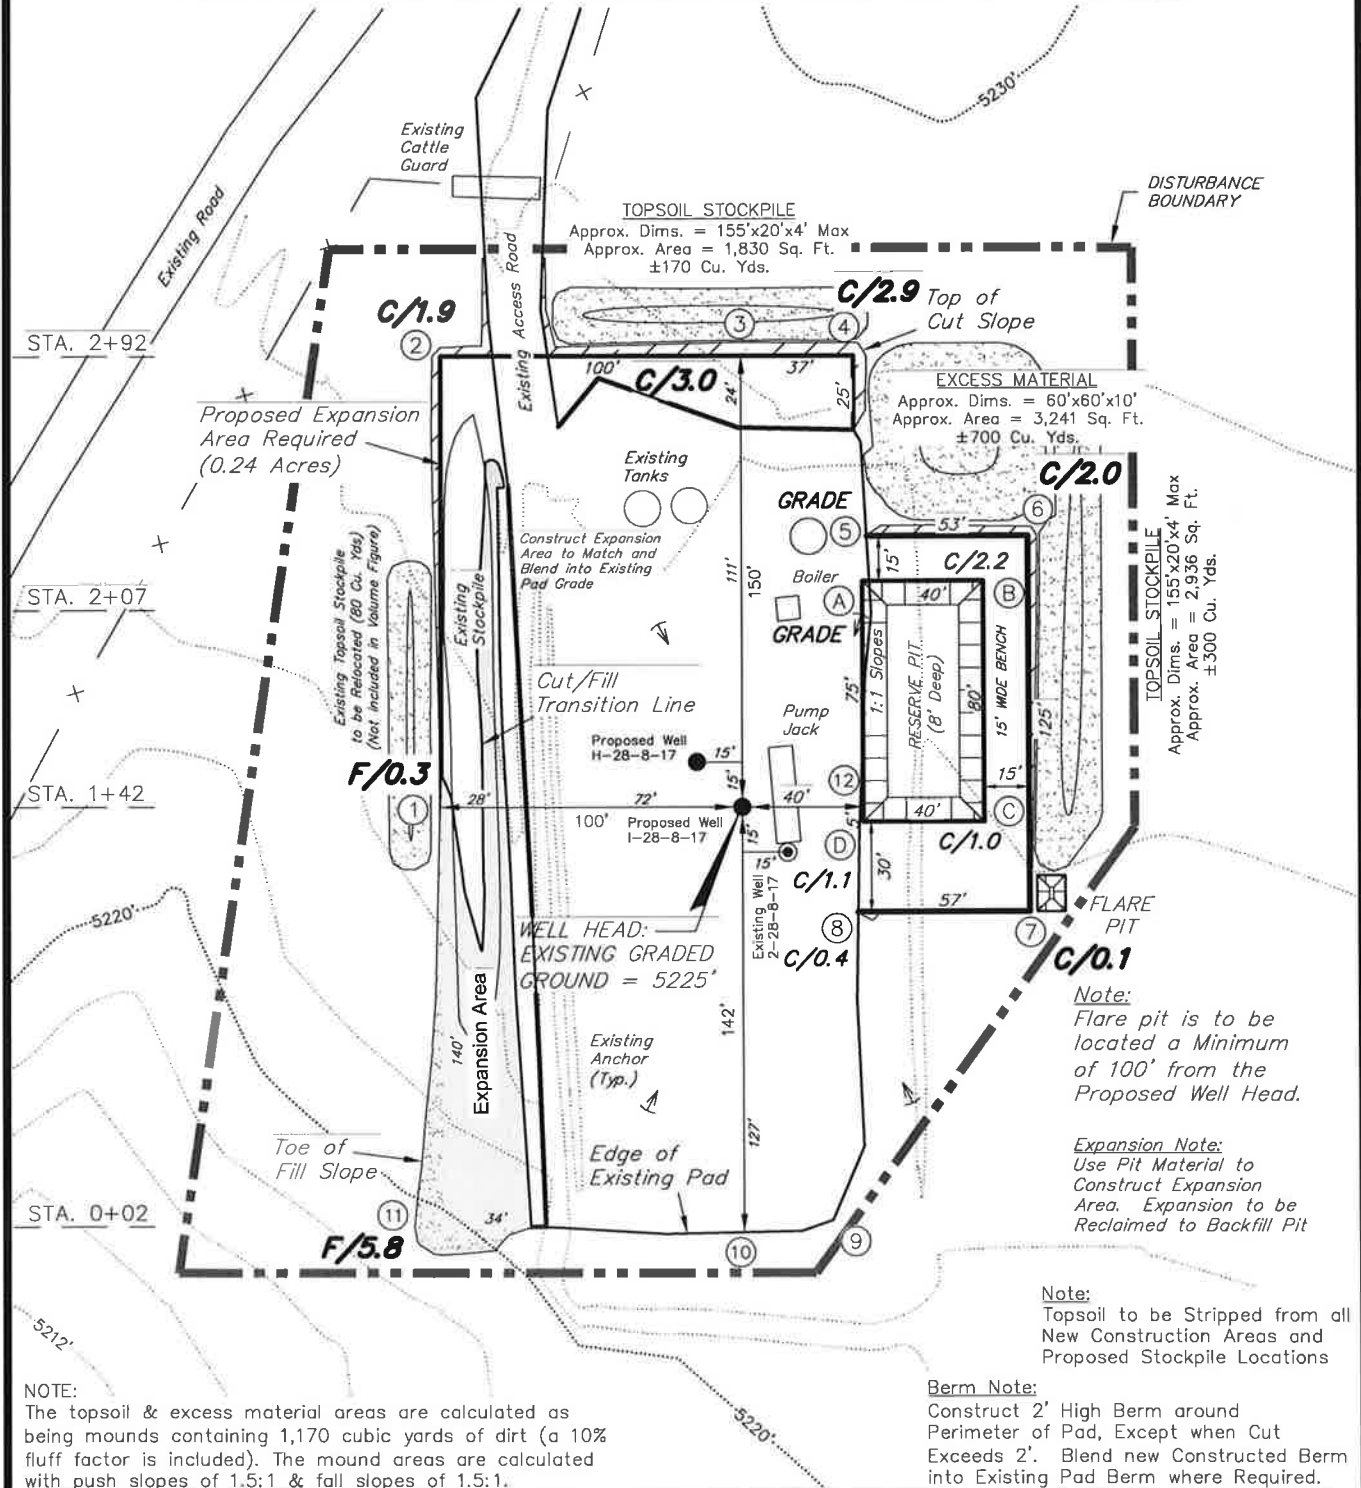 5230'
Existing
Cattle
Guard
Existing Road
DISTURBANCE
BOUNDARY
TOPSOIL STOCKPILE
Approx. Dims. = 155'x20'x4' Max
Approx. Area = 1,830 Sq. Ft.
±170 Cu. Yds.
Existing Access Road
C/1.9
2
C/2.9
3
4
Top of
Cut Slope
STA. 2+92
100'
C/3.0
24'
37'
25'
EXCESS MATERIAL
Approx. Dims. = 60'x60'x10'
Approx. Area = 3,241 Sq. Ft.
±700 Cu. Yds.
C/2.0
6
Proposed Expansion
Area Required
(0.24 Acres)
Existing
Tanks
GRADE
5
53'
15'
C/2.2
Construct Expansion
Area to Match and
Blend into Existing
Pad Grade
111'
150'
Boiler
A
GRADE
40'
B
TOPSOIL STOCKPILE
Approx. Dims. = 155'x20'x4' Max
Approx. Area = 2,936 Sq. Ft.
±300 Cu. Yds.
STA. 2+07
Existing Topsoil Stockpile
to be Relocated (80 Cu. Yds)
(Not included in Volume Figure)
Existing
Stockpile
Cut/Fill
Transition Line
75'
1:1 Slopes
RESERVE PIT
(8' Deep)
80'
15' WIDE BENCH
125'
Pump
Jack
Proposed Well
H-28-8-17
15'
15'
F/0.3
1
STA. 1+42
28'
72'
100'
Proposed Well
I-28-8-17
40'
12
5'
40'
15'
C
C/1.0
15'
15'
D
C/1.1
30'
57'
Existing Well
2-28-8-17
8
C/0.4
7
FLARE
PIT
C/0.1
5220'
WELL HEAD:
EXISTING GRADED
GROUND = 5225'
Note:
Flare pit is to be
located a Minimum
of 100' from the
Proposed Well Head.
142'
140'
Expansion Area
Existing
Anchor
(Typ.)
127'
Toe of
Fill Slope
Edge of
Existing Pad
Expansion Note:
Use Pit Material to
Construct Expansion
Area. Expansion to be
Reclaimed to Backfill Pit
STA. 0+02
11
34'
F/5.8
10
9
5212'
Note:
Topsoil to be Stripped from all
New Construction Areas and
Proposed Stockpile Locations
5220'
NOTE:
The topsoil & excess material areas are calculated as
being mounds containing 1,170 cubic yards of dirt (a 10%
fluff factor is included). The mound areas are calculated
with push slopes of 1.5:1 & fall slopes of 1.5:1.
Berm Note:
Construct 2' High Berm around
Perimeter of Pad, Except when Cut
Exceeds 2'. Blend new Constructed Berm
into Existing Pad Berm where Required.